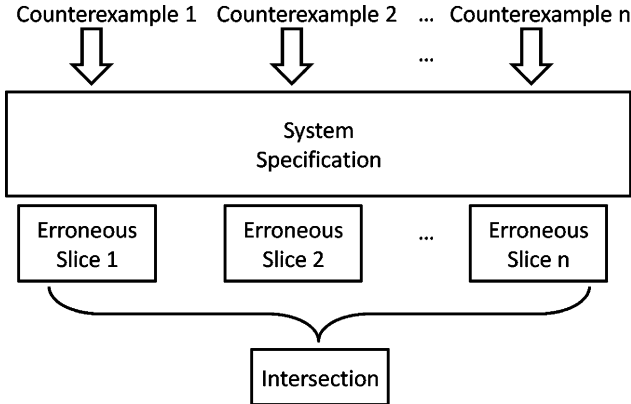 Counterexample 1 Counterexample 2 ... Counterexample n
...
System
Specification
Erroneous Slice 1
Erroneous Slice 2
...
Erroneous Slice n
Intersection